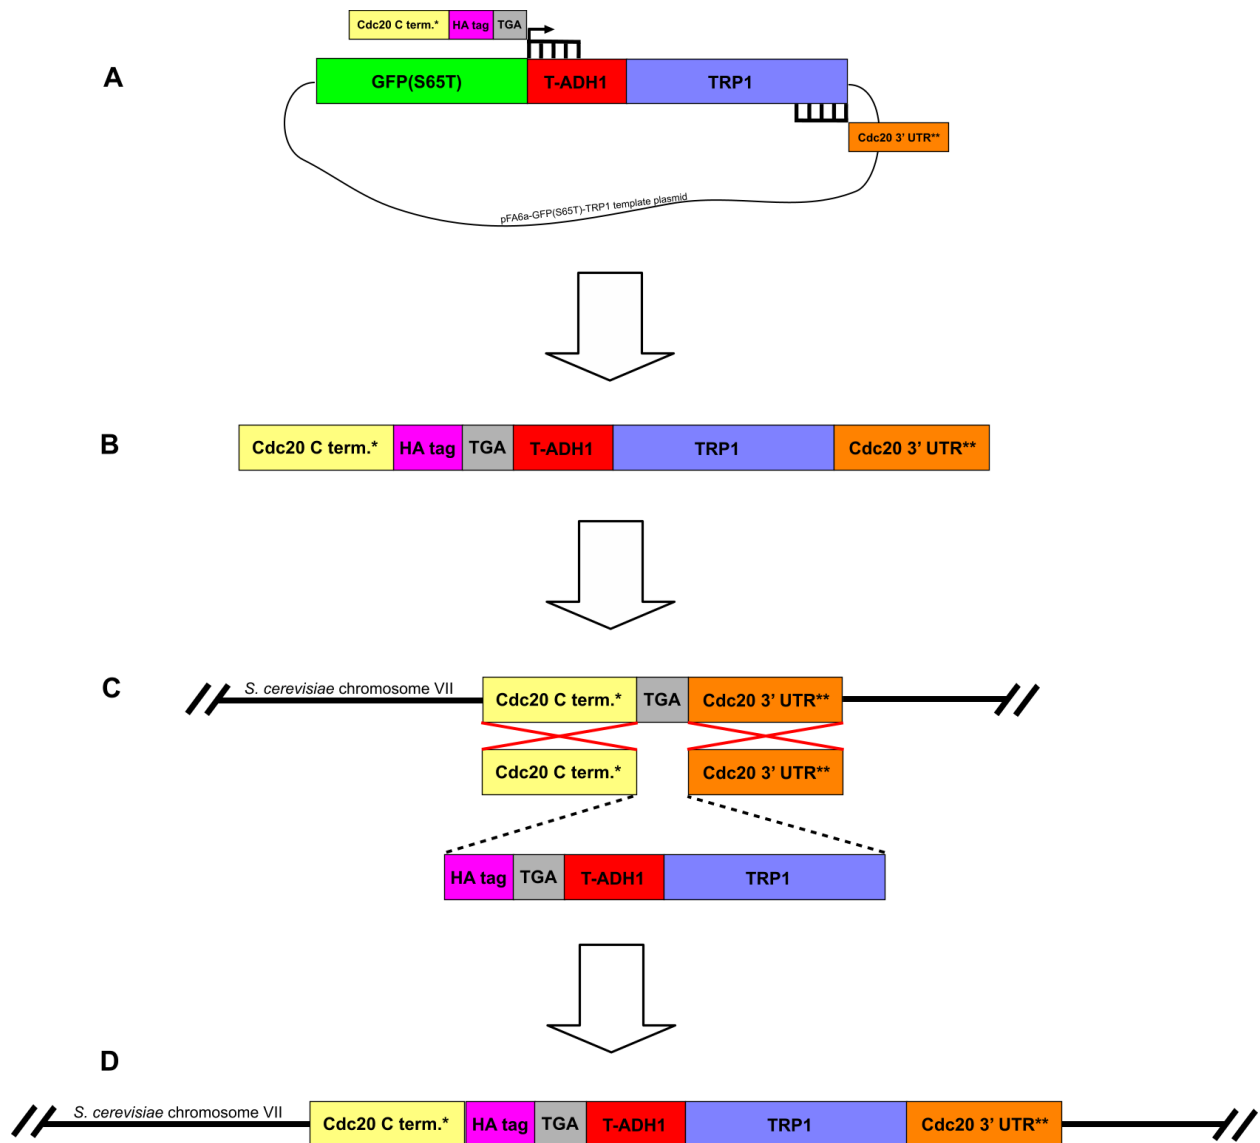 Cdc20 C term.* HA tag TGA
A
GFP(S65T) T-ADH1 TRP1
Cdc20 3' UTR**
pFA6a-GFP(S65T)-TRP1 template plasmid
B
Cdc20 C term.* HA tag TGA T-ADH1 TRP1 Cdc20 3' UTR**
C
S. cerevisiae chromosome VII
Cdc20 C term.* TGA Cdc20 3' UTR**
Cdc20 C term.* Cdc20 3' UTR**
HA tag TGA T-ADH1 TRP1
D
S. cerevisiae chromosome VII
Cdc20 C term.* HA tag TGA T-ADH1 TRP1 Cdc20 3' UTR**